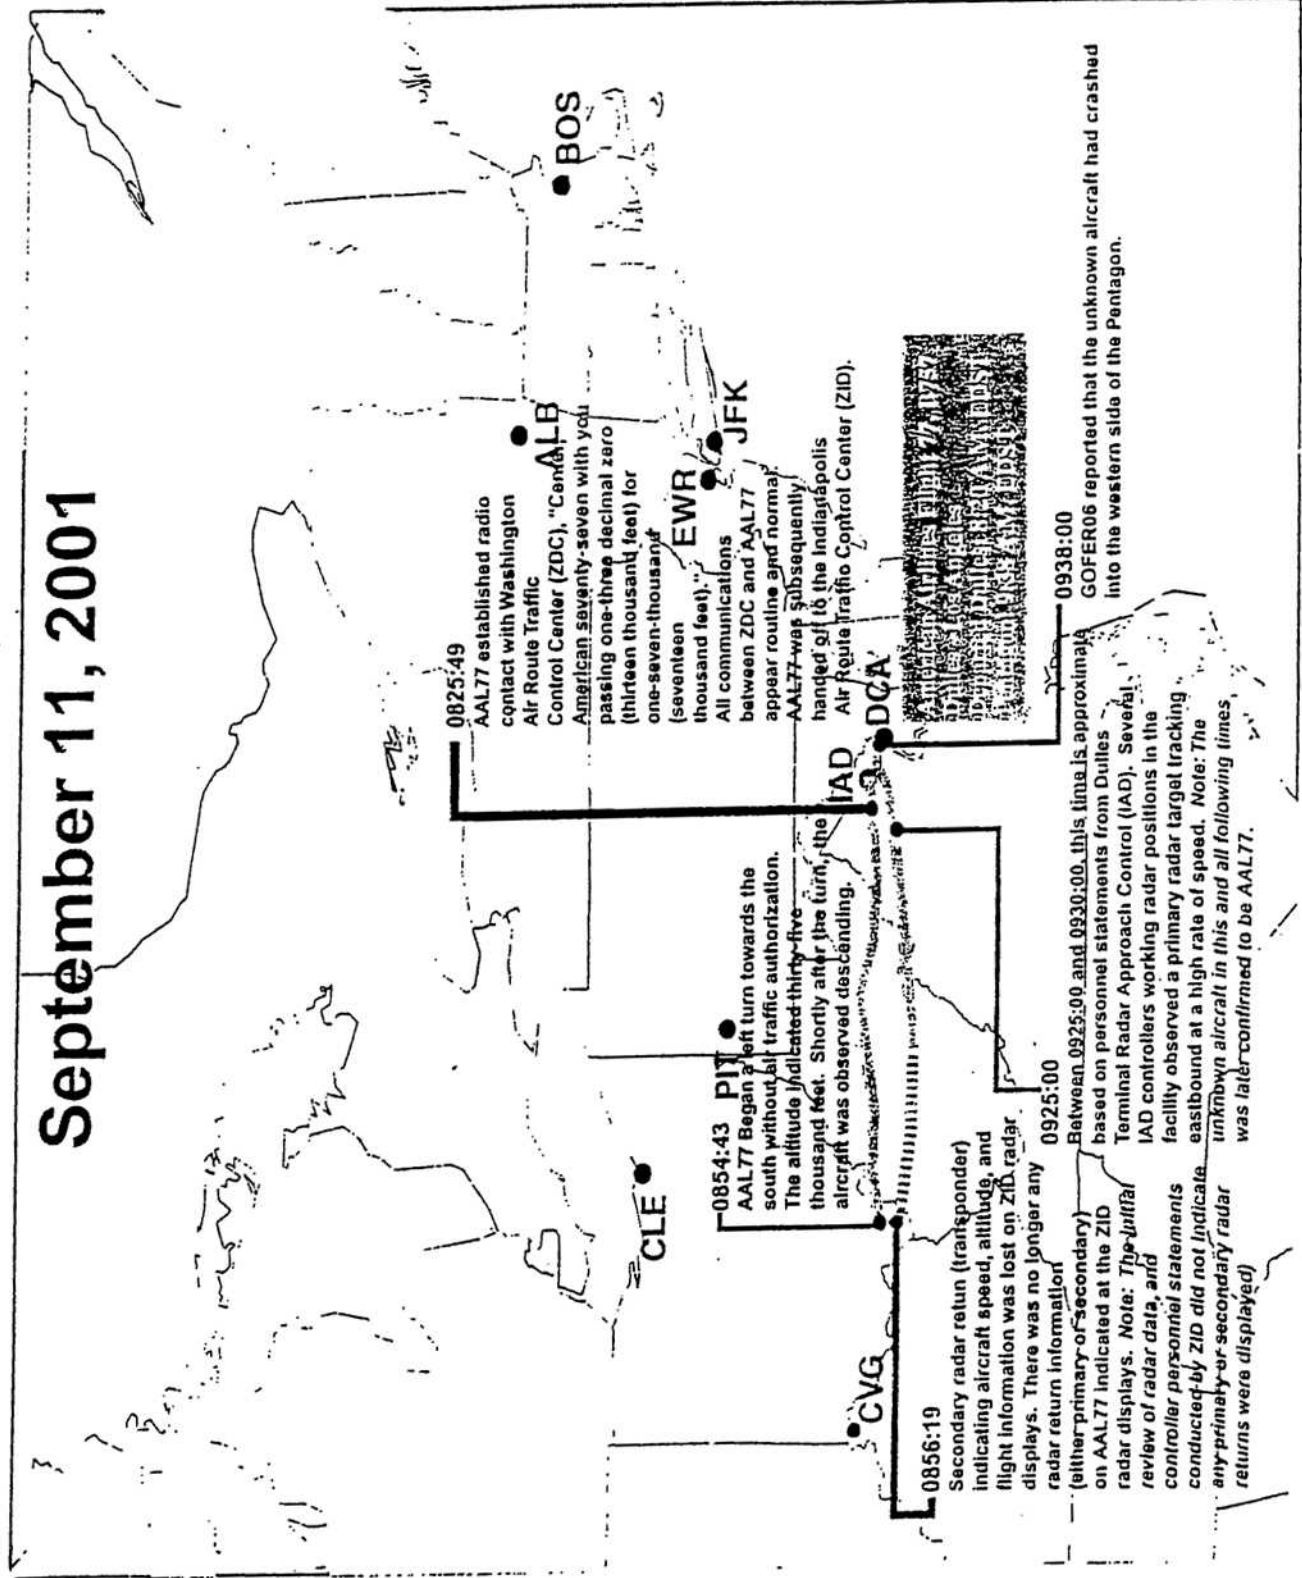 September 11, 2001
BOS
ALB
JFK
EWR
PIT
CLE
CVG
IAD
DCA
0825:49
AAL77 established radio
contact with Washington
Air Route Traffic
Control Center (ZDC), "Center,
American seventy-seven with you
passing one-three decimal zero
(thirteen thousand feet) for
one-seven-thousand
(seventeen
thousand feet)."
All communications
between ZDC and AAL77
appear routine and normal.
AAL77 was subsequently
handed off to the Indianapolis
Air Route Traffic Control Center (ZID).
0854:43
AAL77 Began a left turn towards the
south without air traffic authorization.
The altitude indicated thirty-five
thousand feet. Shortly after the turn, the
aircraft was observed descending.
0856:19
Secondary radar retun (transponder)
indicating aircraft speed, altitude, and
flight information was lost on ZID radar
displays. There was no longer any
radar return information
(either primary or secondary)
on AAL77 indicated at the ZID
radar displays. Note: The initial
review of radar data, and
controller personnel statements
conducted by ZID did not indicate
any primary or secondary radar
returns were displayed)
0925:00
Between 0925:00 and 0930:00, this time is approximate
based on personnel statements from Dulles
Terminal Radar Approach Control (IAD). Several
IAD controllers working radar positions in the
facility observed a primary radar target tracking
eastbound at a high rate of speed. Note: The
unknown aircraft in this and all following times
was later confirmed to be AAL77.
0938:00
GOFER06 reported that the unknown aircraft had crashed
into the western side of the Pentagon.